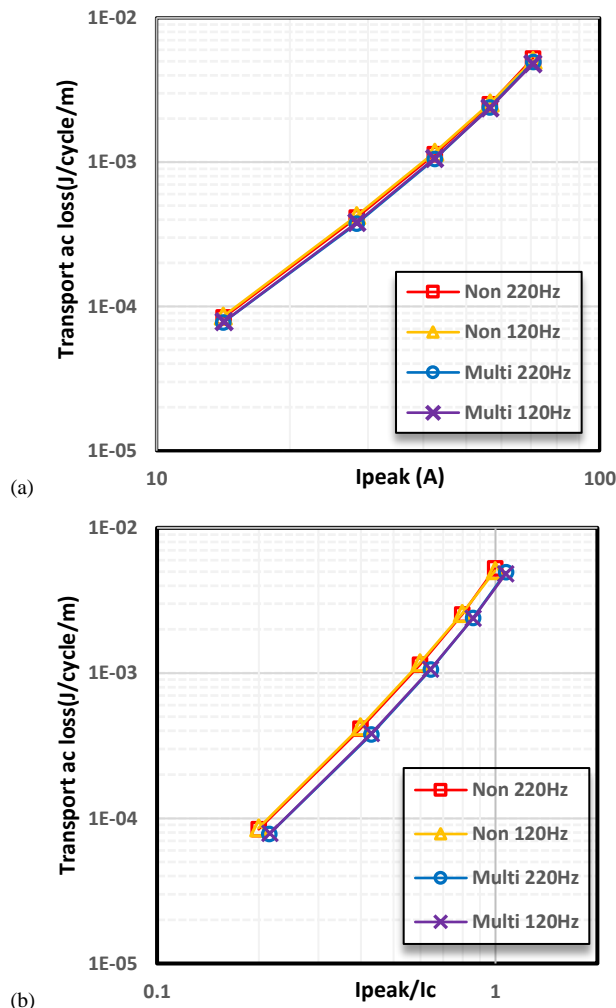 1E-02
1E-03
1E-04
1E-05
Transport ac loss(J/cycle/m)
Non 220Hz
Non 120Hz
Multi 220Hz
Multi 120Hz
10
Ipeak (A)
100
(a)
1E-02
1E-03
1E-04
1E-05
Transport ac loss(J/cycle/m)
Non 220Hz
Non 120Hz
Multi 220Hz
Multi 120Hz
0.1
Ipeak/Ic
1
(b)